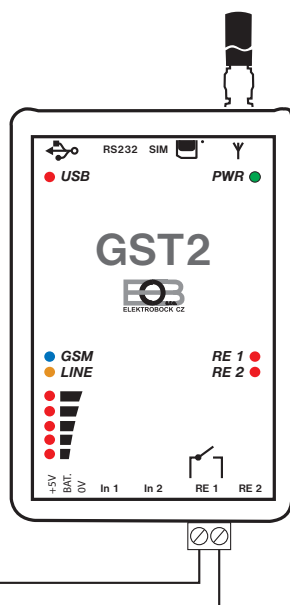 RS232 SIM
USB PWR
GST2
s.r.o.
ELEKTROBOCK CZ
GSM RE 1
LINE RE 2
+5V
BAT.
0V
In 1 In 2 RE 1 RE 2